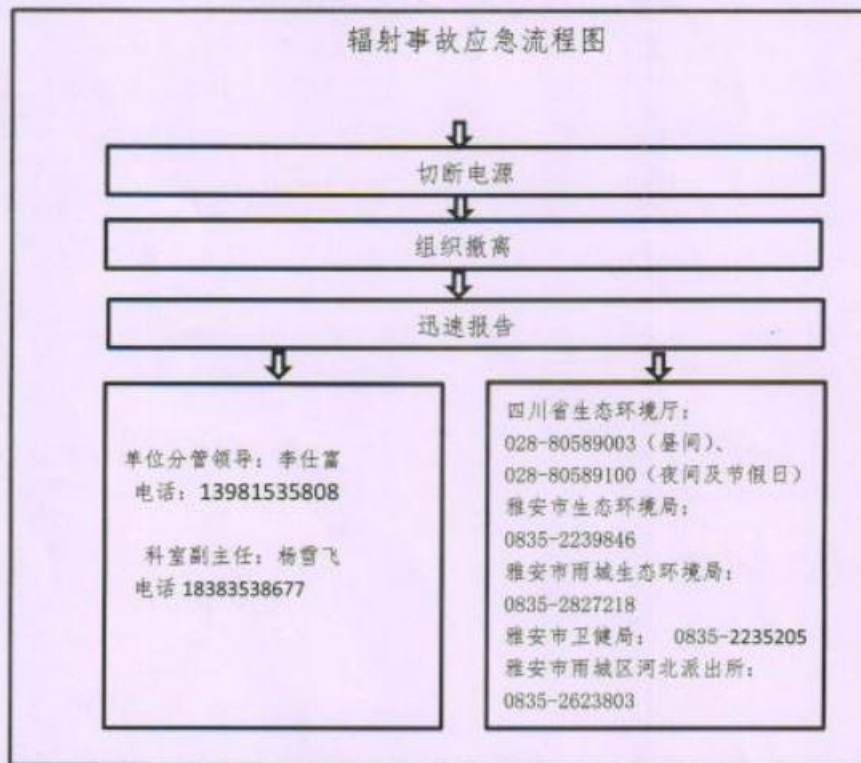 辐射事故应急流程图
切断电源
组织撤离
迅速报告
单位分管领导：李仕富
电话：13981535808
科室副主任：杨雪飞
电话 18383538677
四川省生态环境厅：
028-80589003（昼间）、
028-80589100（夜间及节假日）
雅安市生态环境局：
0835-2239846
雅安市雨城生态环境局：
0835-2827218
雅安市卫健局： 0835-2235205
雅安市雨城区河北派出所：
0835-2623803